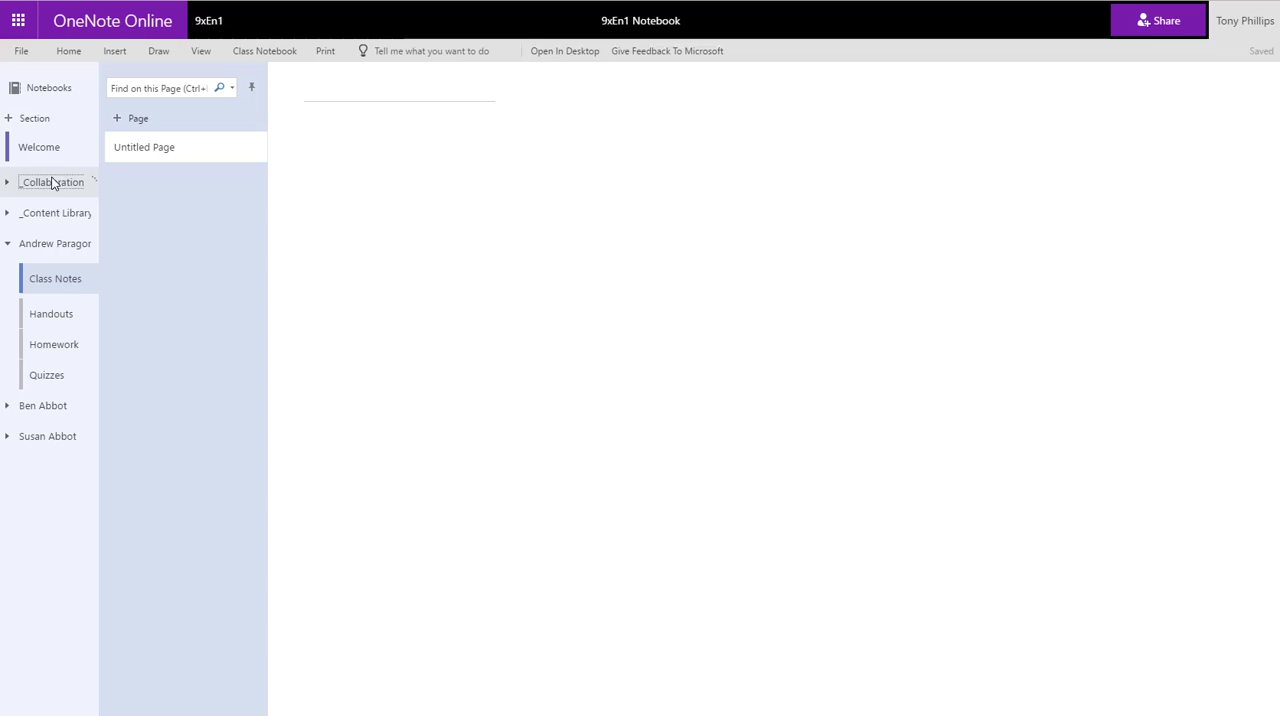 OneNote Online 9xEn1 9xEn1 Notebook Share Tony Phillips
File Home Insert Draw View Class Notebook Print Tell me what you want to do Open In Desktop Give Feedback To Microsoft Saved
Notebooks
Find on this Page (Ctrl+
+ Section
+ Page
Welcome
Untitled Page
_Collaboration
_Content Library
Andrew Paragon
Class Notes
Handouts
Homework
Quizzes
Ben Abbot
Susan Abbot